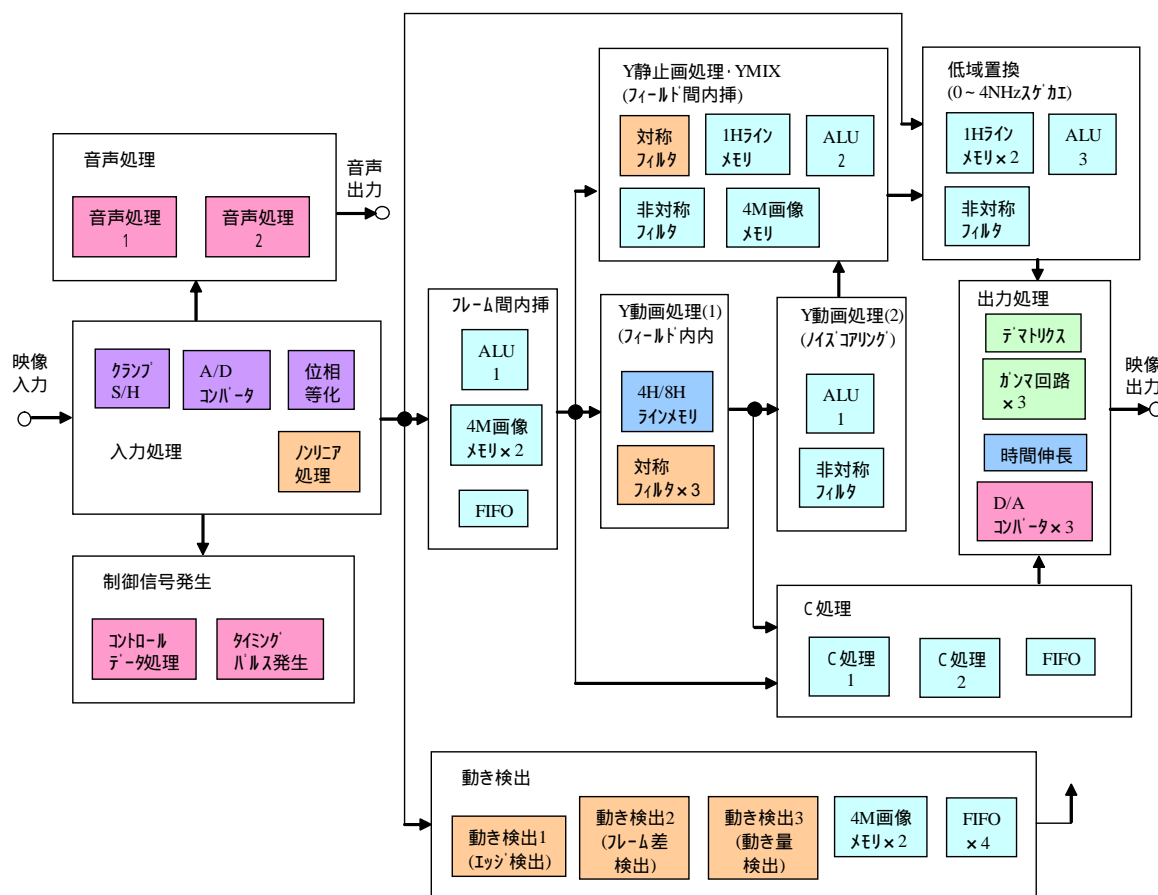 音声処理
音声処理
1
音声処理
2
音声
出力
映像
入力
クランプ
S/H
A/D
コンバータ
位相
等化
入力処理
ノンリニア
処理
制御信号発生
コントロール
データ処理
タイミング
パルス発生
フレーム間内挿
ALU
1
4M画像
メモリ×2
FIFO
Y静止画処理・YMIX
(フィールド間内挿)
対称
フィルタ
1Hライン
メモリ
ALU
2
非対称
フィルタ
4M画像
メモリ
Y動画処理(1)
(フィールド内内
4H/8H
ラインメモリ
対称
フィルタ×3
Y動画処理(2)
(ノイズコアリング)
ALU
1
非対称
フィルタ
低域置換
(0~4NHzスゲカエ)
1Hライン
メモリ×2
ALU
3
非対称
フィルタ
出力処理
デマトリクス
ガンマ回路
×3
時間伸長
D/A
コンバータ×3
映像
出力
C処理
C処理
1
C処理
2
FIFO
動き検出
動き検出1
(エッジ検出)
動き検出2
(フレーム差
検出)
動き検出3
(動き量
検出)
4M画像
メモリ×2
FIFO
×4